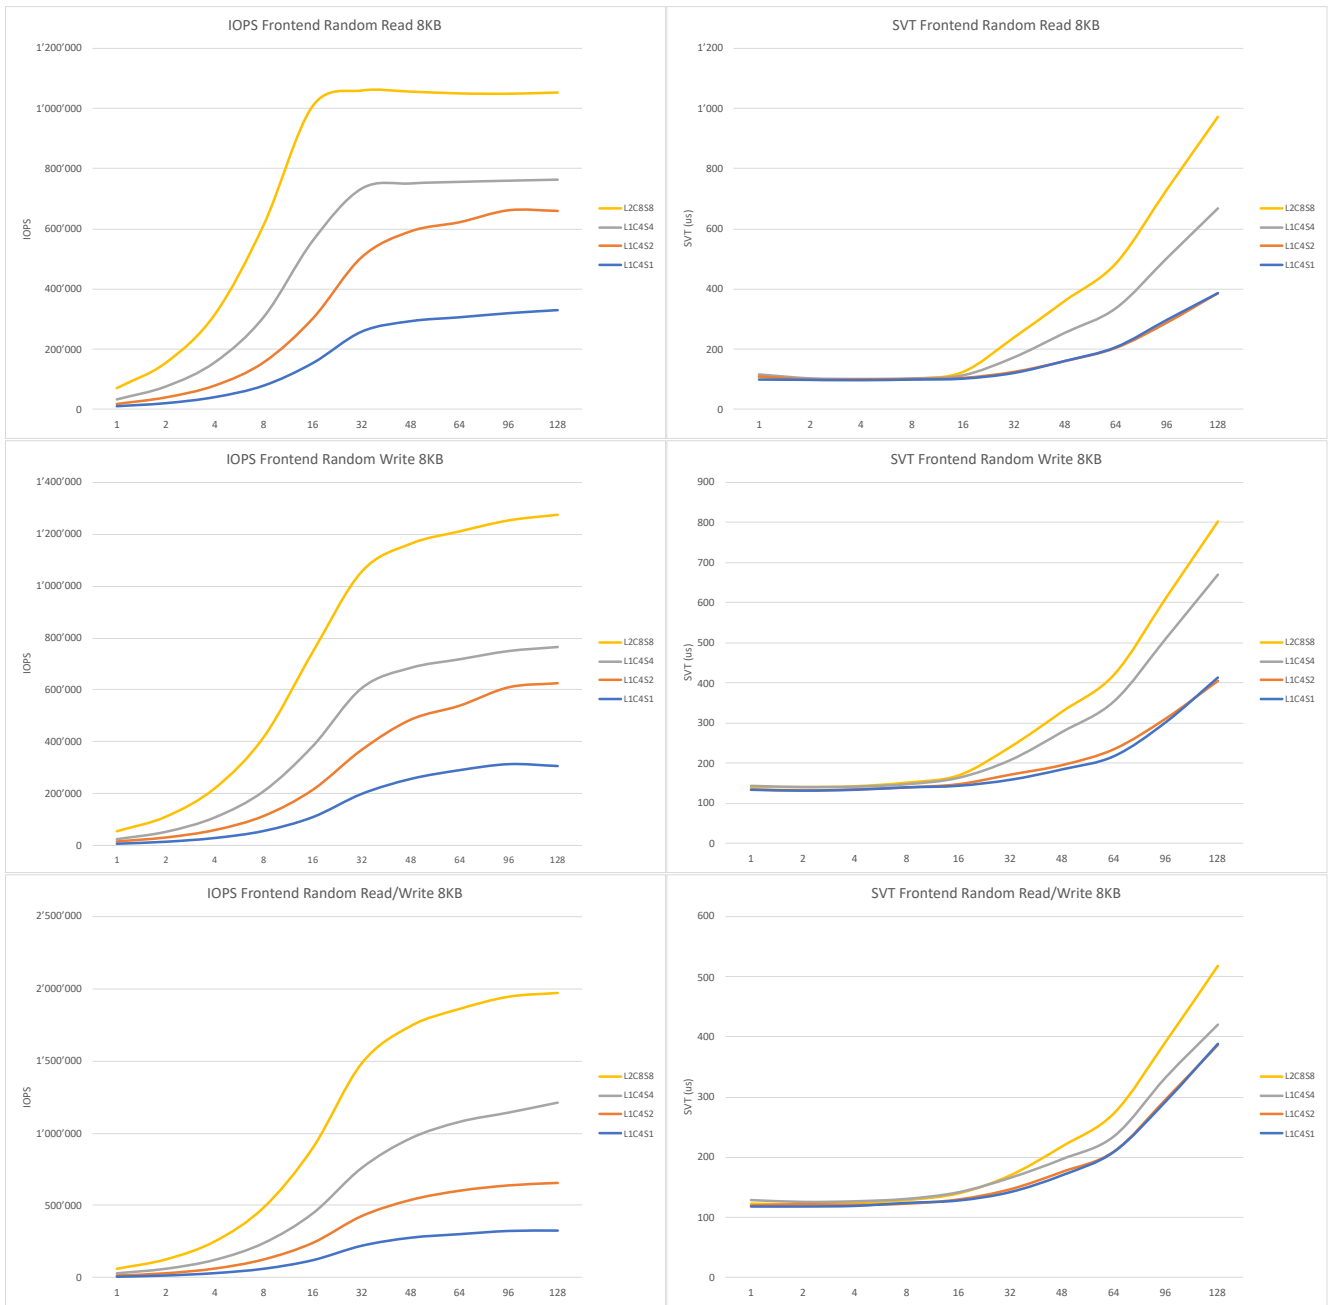 IOPS Frontend Random Read 8KB
1’200’000
1’000’000
800’000
600’000
400’000
200’000
0
IOPS
1 2 4 8 16 32 48 64 96 128
L2C8S8
L1C4S4
L1C4S2
L1C4S1
SVT Frontend Random Read 8KB
1’200
1’000
800
600
400
200
0
SVT (us)
1 2 4 8 16 32 48 64 96 128
L2C8S8
L1C4S4
L1C4S2
L1C4S1
IOPS Frontend Random Write 8KB
1’400’000
1’200’000
1’000’000
800’000
600’000
400’000
200’000
0
IOPS
1 2 4 8 16 32 48 64 96 128
L2C8S8
L1C4S4
L1C4S2
L1C4S1
SVT Frontend Random Write 8KB
900
800
700
600
500
400
300
200
100
0
SVT (us)
1 2 4 8 16 32 48 64 96 128
L2C8S8
L1C4S4
L1C4S2
L1C4S1
IOPS Frontend Random Read/Write 8KB
2’500’000
2’000’000
1’500’000
1’000’000
500’000
0
IOPS
1 2 4 8 16 32 48 64 96 128
L2C8S8
L1C4S4
L1C4S2
L1C4S1
SVT Frontend Random Read/Write 8KB
600
500
400
300
200
100
0
SVT (us)
1 2 4 8 16 32 48 64 96 128
L2C8S8
L1C4S4
L1C4S2
L1C4S1